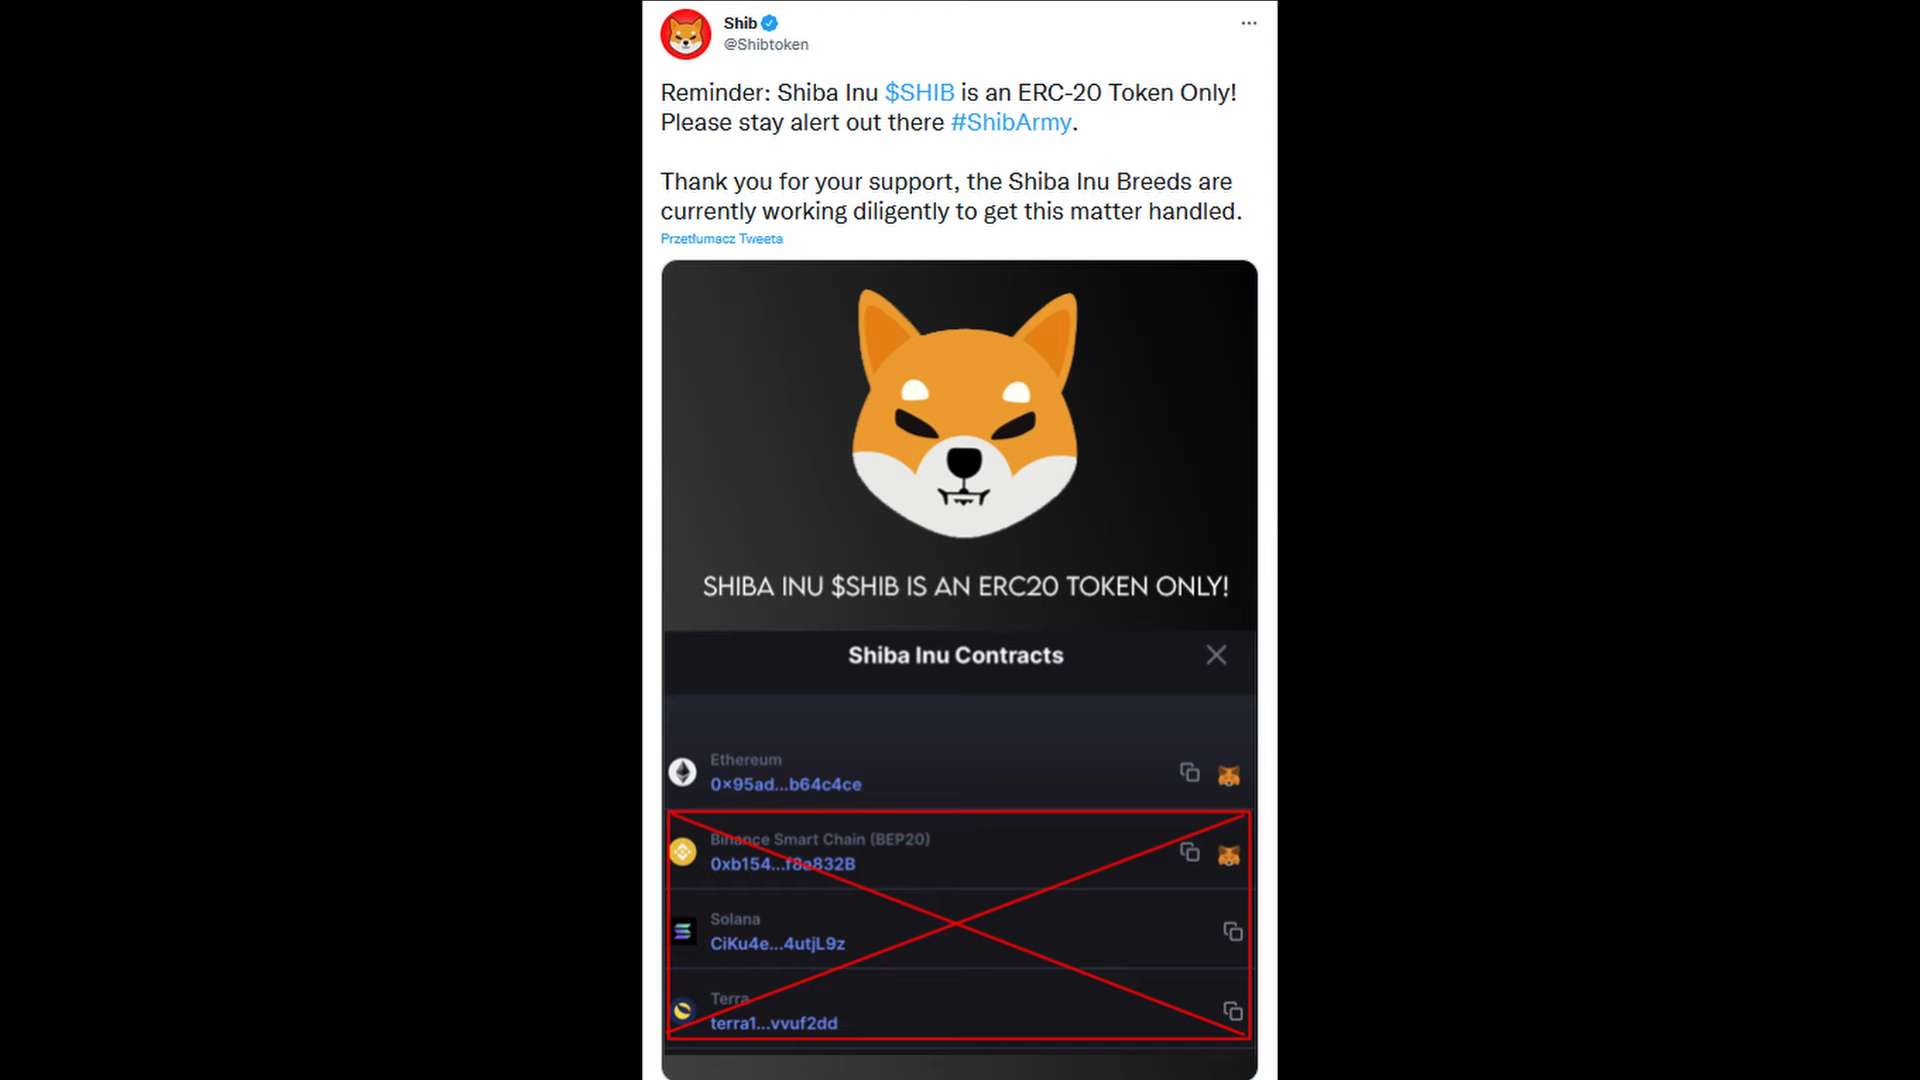 Shib
@Shibtoken
Reminder: Shiba Inu $SHIB is an ERC-20 Token Only!
Please stay alert out there #ShibArmy.
Thank you for your support, the Shiba Inu Breeds are
currently working diligently to get this matter handled.
Przetłumacz Tweeta
SHIBA INU $SHIB IS AN ERC20 TOKEN ONLY!
Shiba Inu Contracts
Ethereum
0x95ad...b64c4ce
Binance Smart Chain (BEP20)
0xb154...f8a832B
Solana
CiKu4e...4utjL9z
Terra
terra1...vvuf2dd